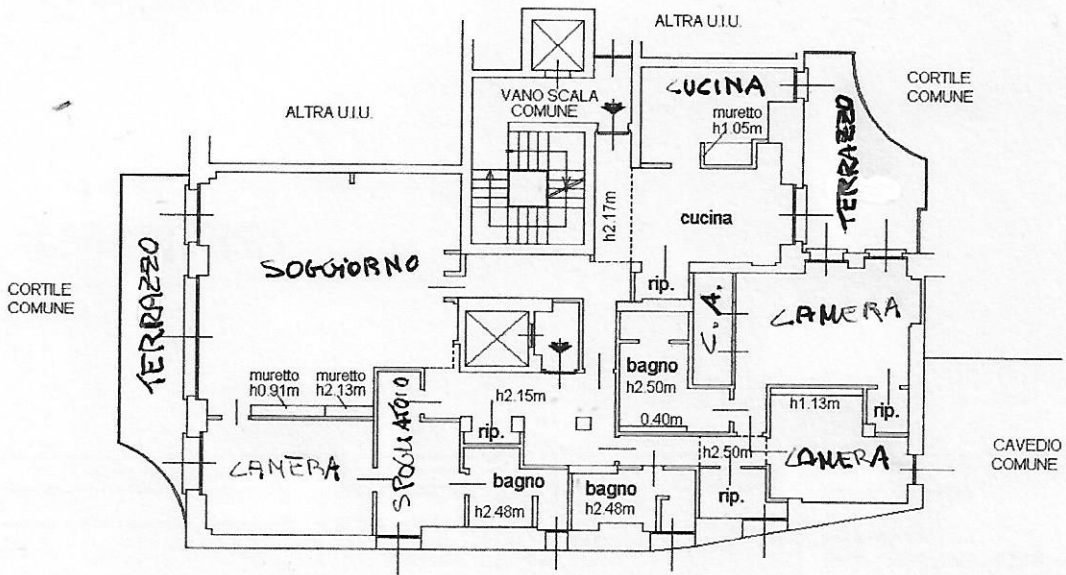 ALTRA U.I.U.
CUCINA
CORTILE
COMUNE
VANO SCALA
COMUNE
ALTRA U.I.U.
muretto
h1.05m
TERRAZZO
cucina
h2.17m
TERRAZZO
SOGGIORNO
rip.
CORTILE
COMUNE
C.A.
CAMERA
bagno
h2.50m
muretto
h0.91m
muretto
h2.13m
SPOGLIATOIO
h2.15m
0.40m
h1.13m
rip.
rip.
CAMERA
h2.50m
CAMERA
CAVEDIO
COMUNE
bagno
h2.48m
bagno
h2.48m
rip.